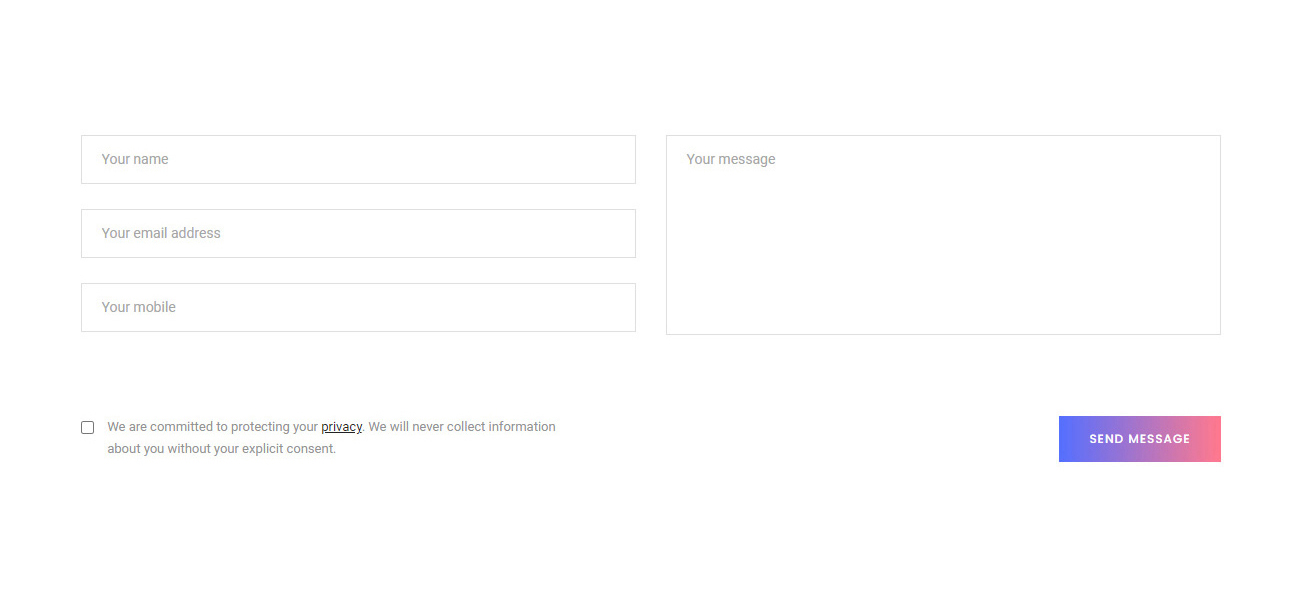 Your name
Your email address
Your mobile
Your message
We are committed to protecting your privacy. We will never collect information
about you without your explicit consent.
SEND MESSAGE